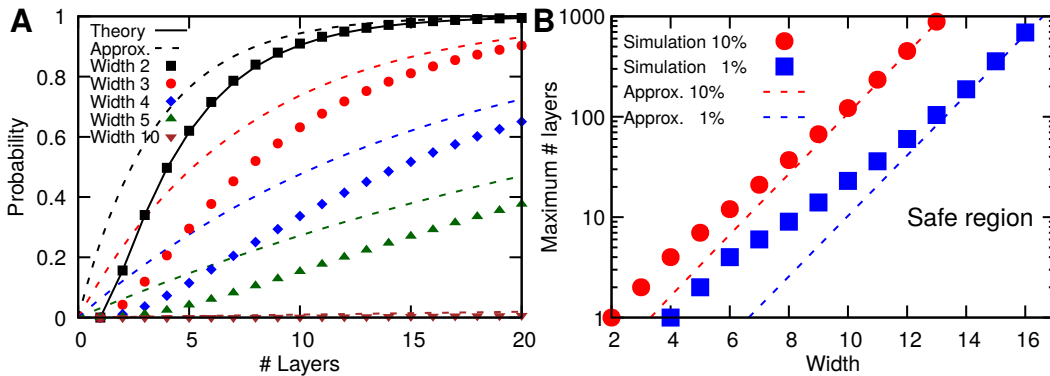 A
Theory
Approx.
Width 2
Width 3
Width 4
Width 5
Width 10
Probability
1
0.8
0.6
0.4
0.2
0
0 5 10 15 20
# Layers
B
Simulation 10%
Simulation 1%
Approx. 10%
Approx. 1%
Safe region
Maximum # layers
1000
100
10
1
2 4 6 8 10 12 14 16
Width